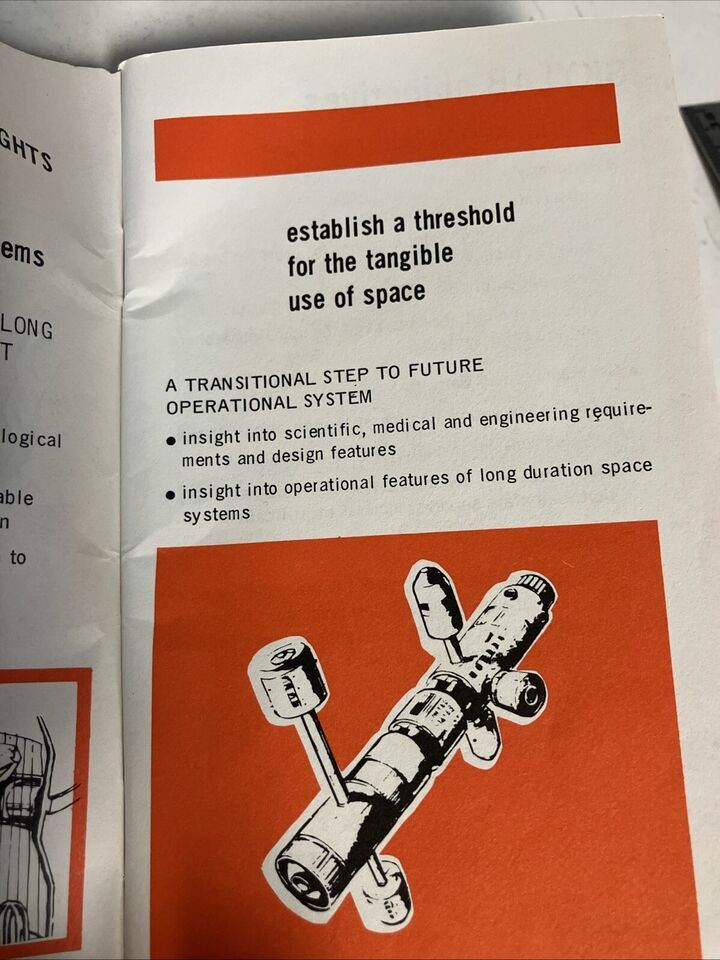 GHTS
ems
LONG
T
logical
able
n
to
establish a threshold
for the tangible
use of space
A TRANSITIONAL STEP TO FUTURE
OPERATIONAL SYSTEM
● insight into scientific, medical and engineering require-
ments and design features
● insight into operational features of long duration space
systems